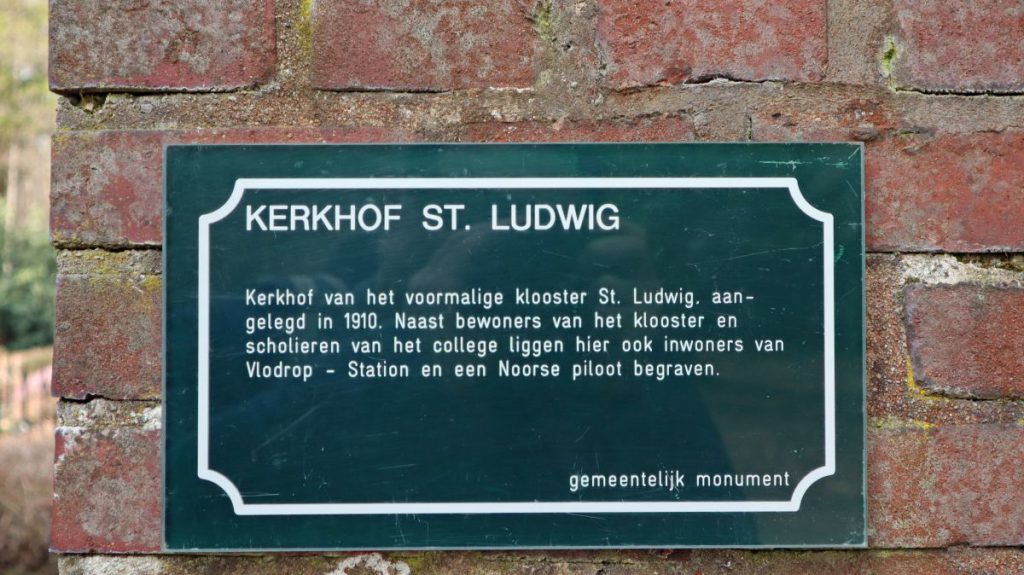 KERKHOF ST. LUDWIG
Kerkhof van het voormalige klooster St. Ludwig, aan-
gelegd in 1910. Naast bewoners van het klooster en
scholieren van het college liggen hier ook inwoners van
Vlodrop - Station en een Noorse piloot begraven.
gemeentelijk monument